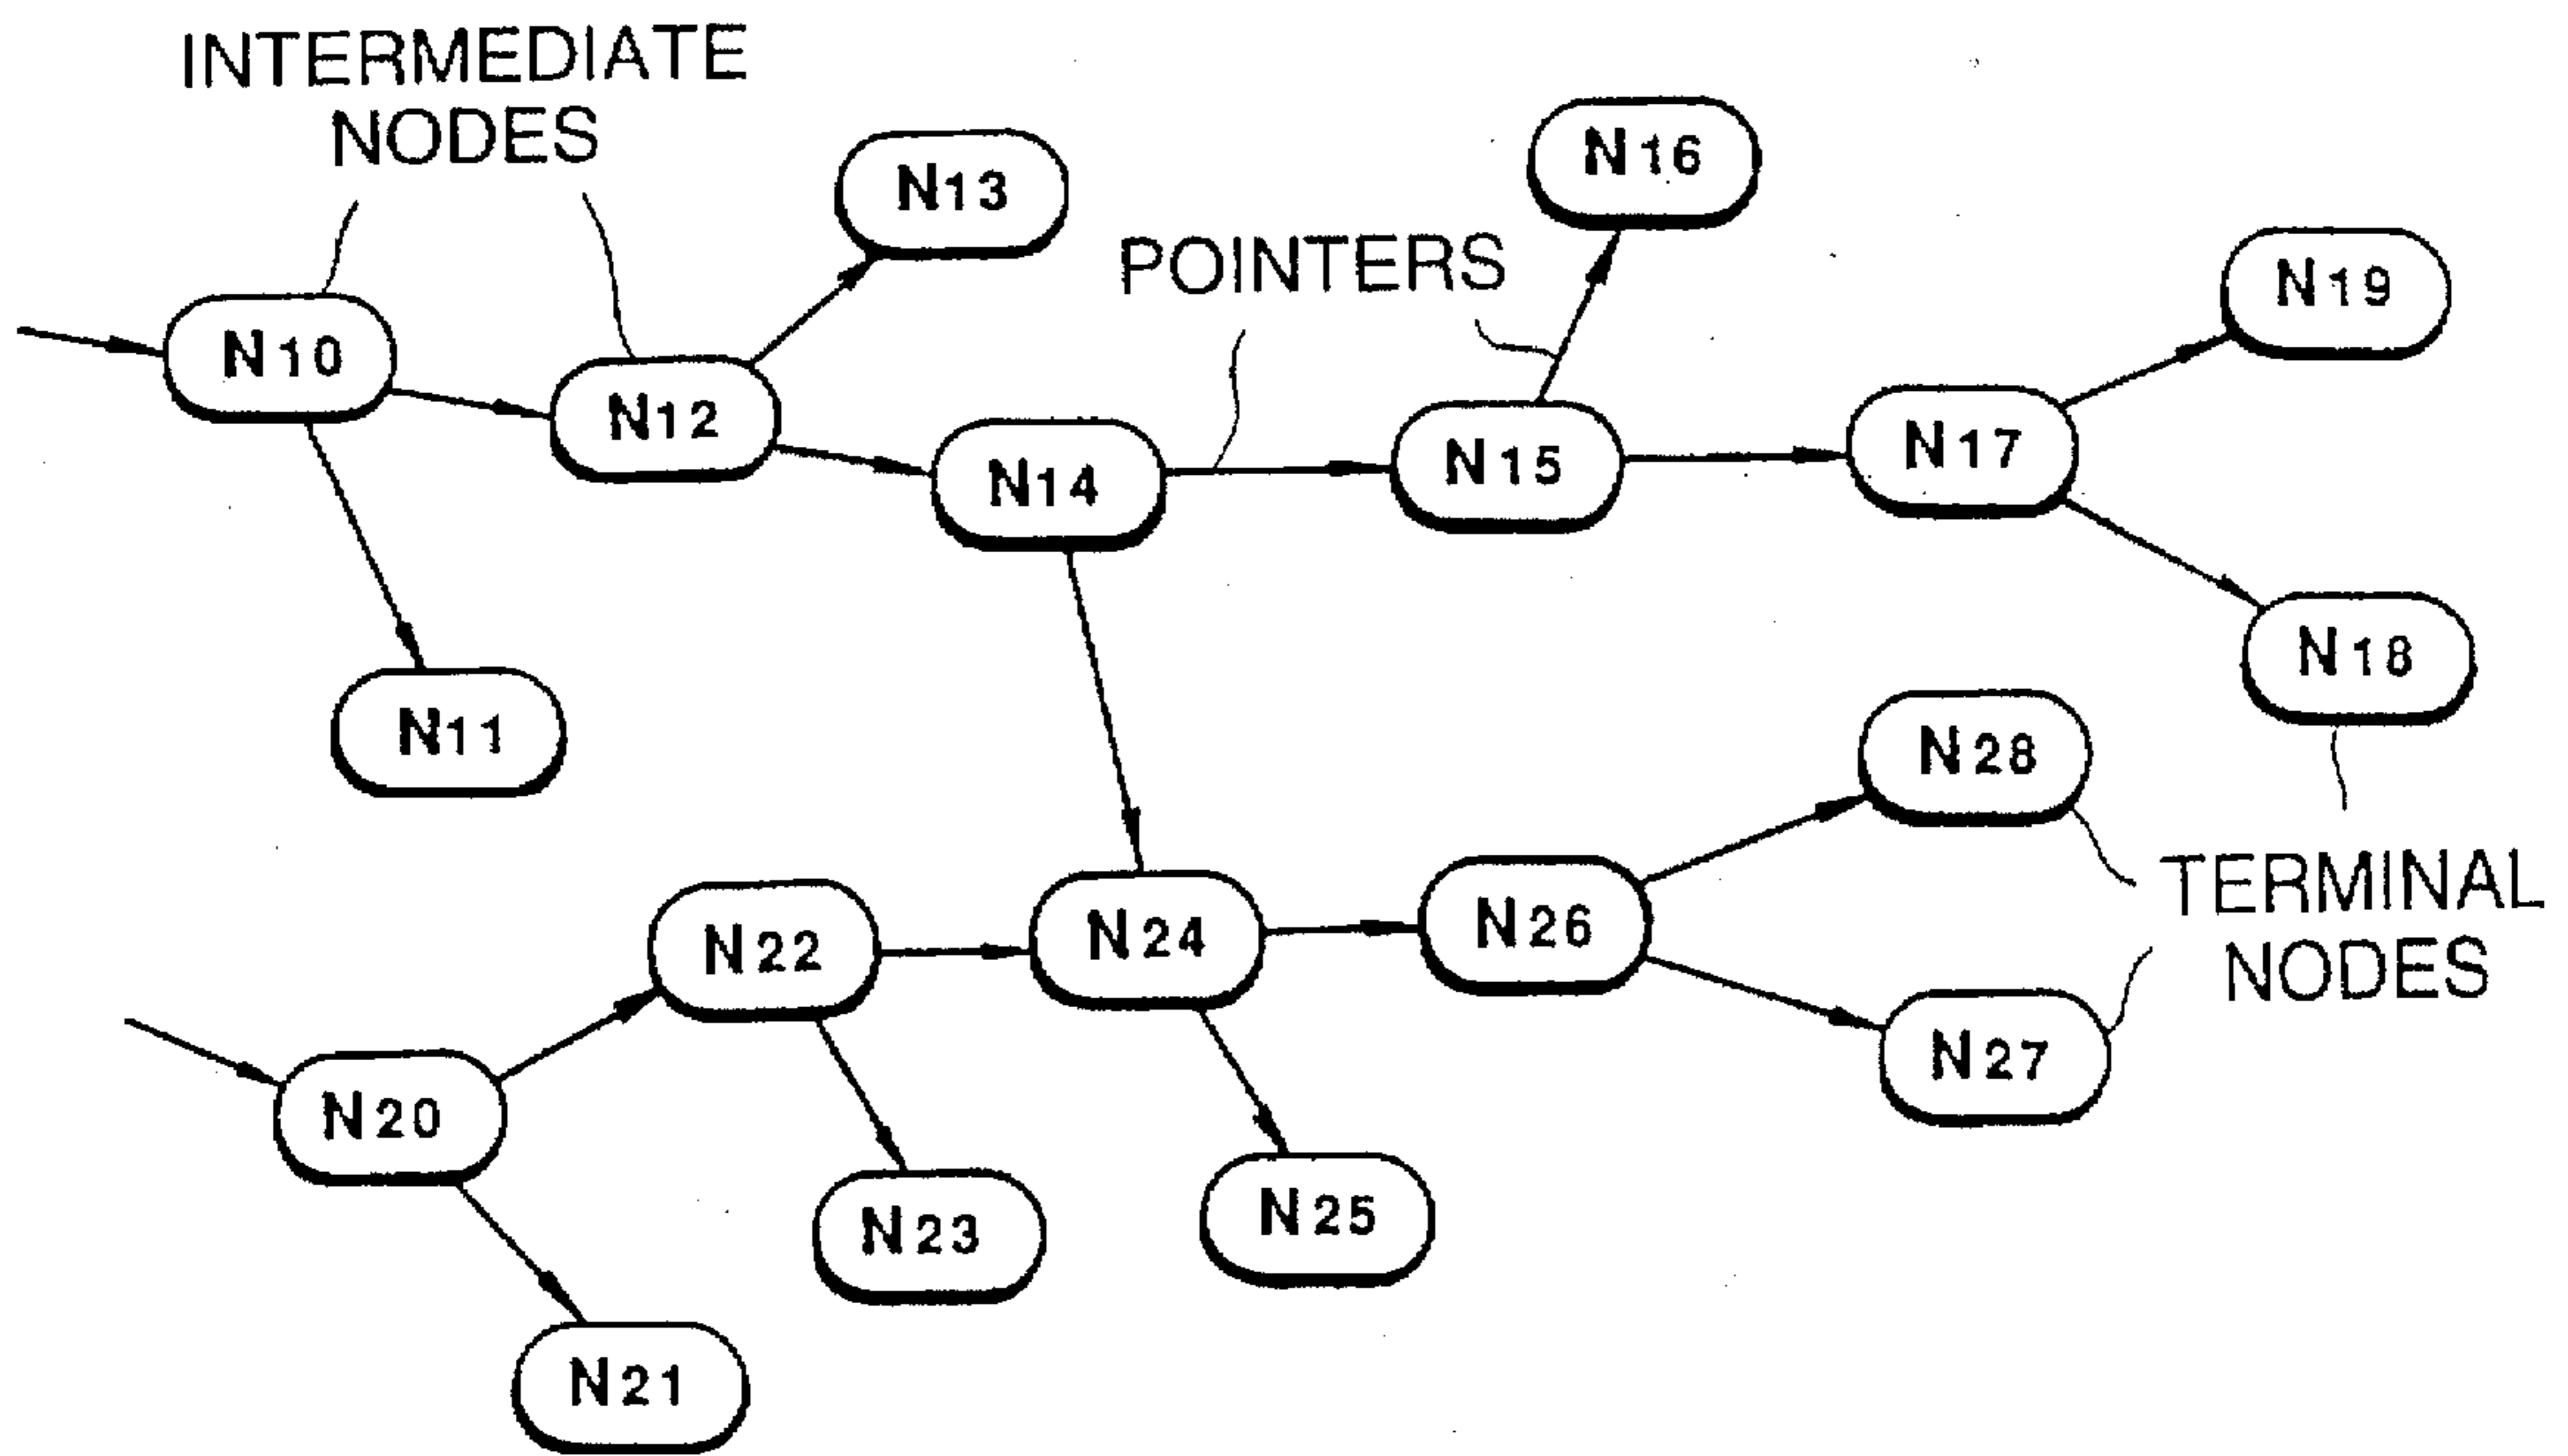 INTERMEDIATE
NODES
N13
N16
POINTERS
N19
N10
N12
N14
N15
N17
N18
N11
N28
TERMINAL
NODES
N22
N24
N26
N27
N20
N23
N25
N21